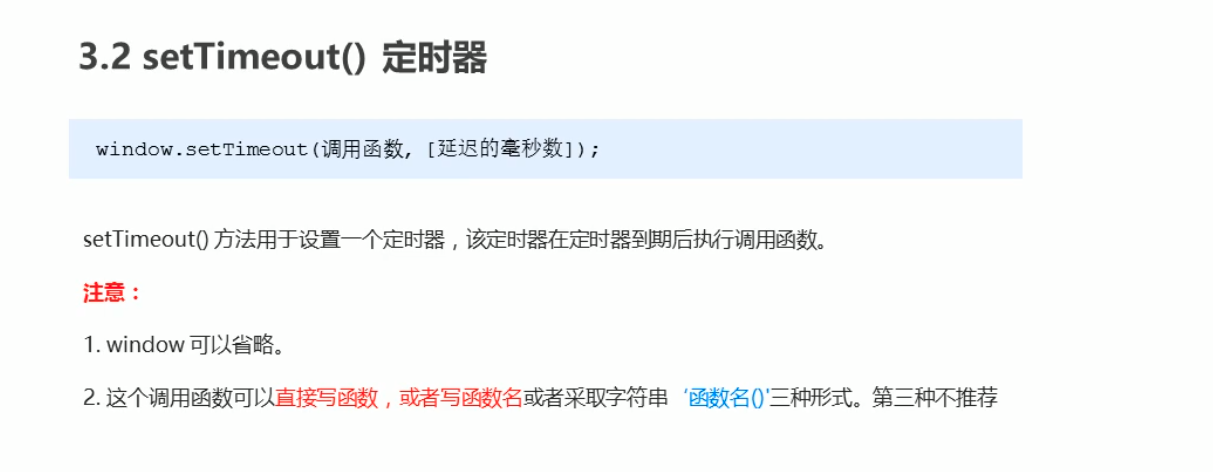 3.2 setTimeout() 定时器
window.setTimeout(调用函数, [延迟的毫秒数]);
setTimeout() 方法用于设置一个定时器，该定时器在定时器到期后执行调用函数。
注意：
1. window 可以省略。
2. 这个调用函数可以直接写函数，或者写函数名或者采取字符串‘函数名()'三种形式。第三种不推荐